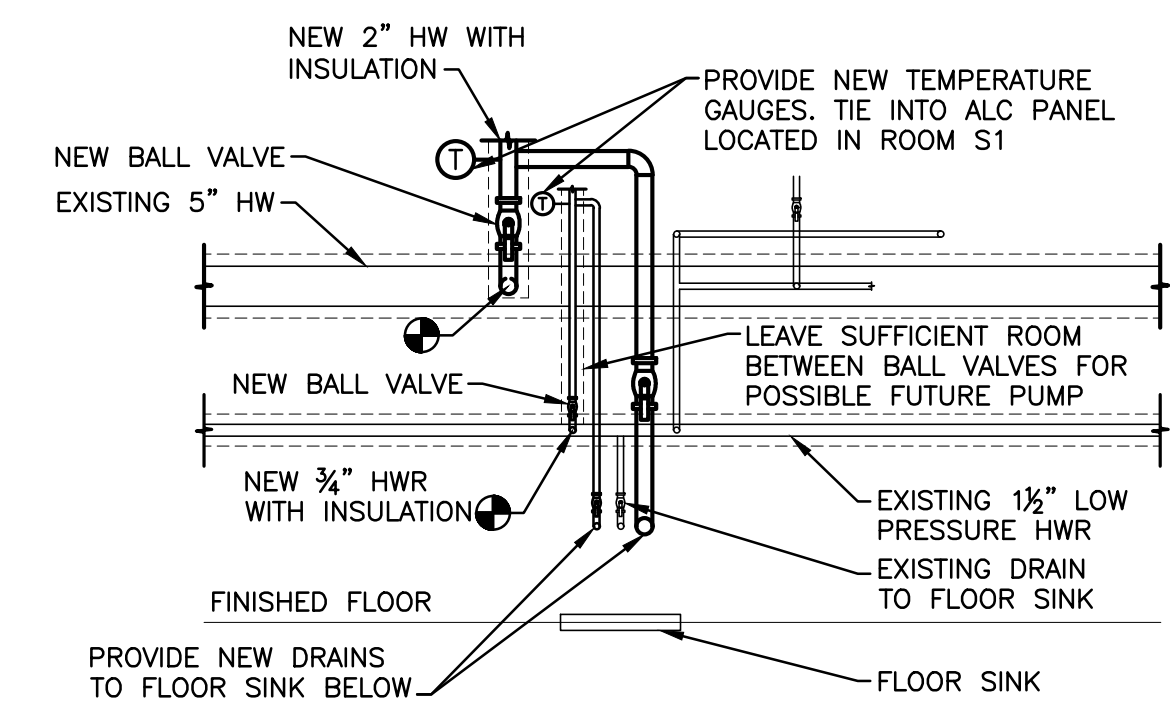 NEW 2” HW WITH
INSULATION
PROVIDE NEW TEMPERATURE
GAUGES. TIE INTO ALC PANEL
LOCATED IN ROOM S1
NEW BALL VALVE
T
EXISTING 5” HW
T
LEAVE SUFFICIENT ROOM
BETWEEN BALL VALVES FOR
POSSIBLE FUTURE PUMP
NEW BALL VALVE
NEW ¾” HWR
WITH INSULATION
EXISTING 1½” LOW
PRESSURE HWR
EXISTING DRAIN
TO FLOOR SINK
FINISHED FLOOR
PROVIDE NEW DRAINS
TO FLOOR SINK BELOW
FLOOR SINK